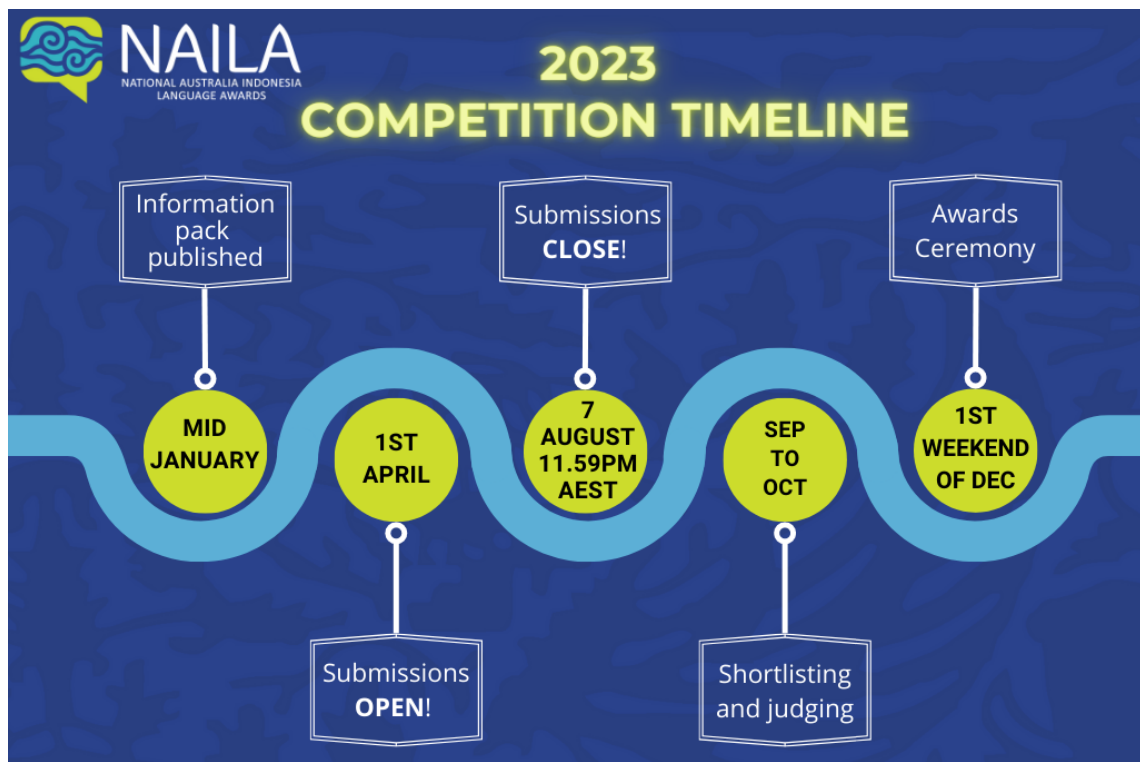 NAILA
NATIONAL AUSTRALIA INDONESIA
LANGUAGE AWARDS
2023
COMPETITION TIMELINE
Information
pack
published
MID
JANUARY
1ST
APRIL
Submissions
OPEN!
Submissions
CLOSE!
7
AUGUST
11.59PM
AEST
SEP
TO
OCT
Shortlisting
and judging
Awards
Ceremony
1ST
WEEKEND
OF DEC